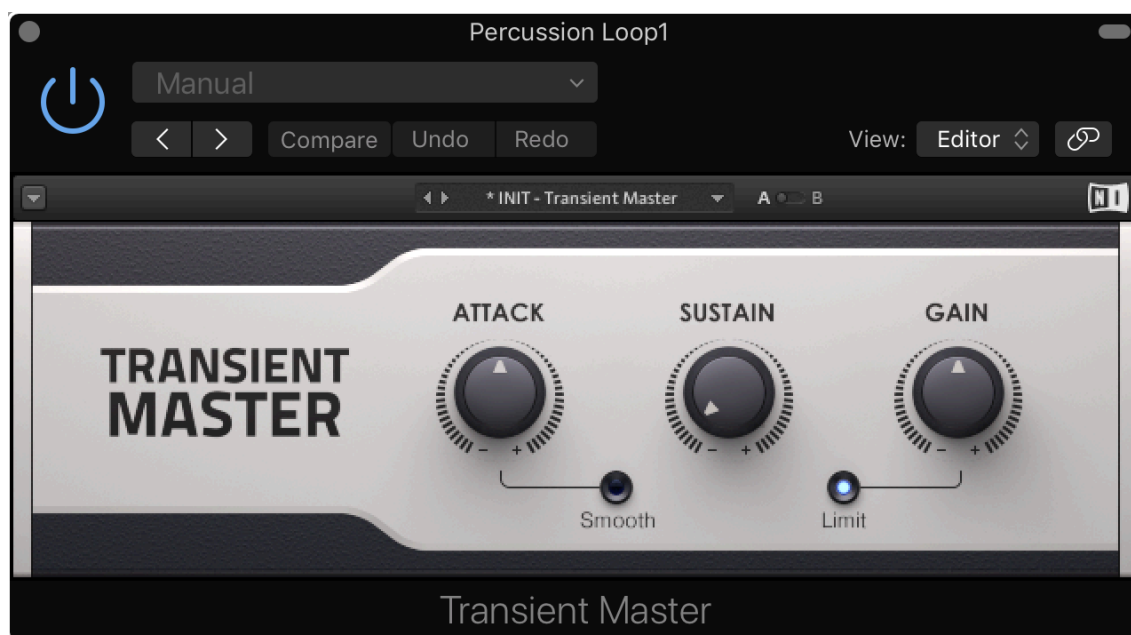 Percussion Loop1
Manual
Compare Undo Redo View: Editor
* INIT - Transient Master A B NI
ATTACK SUSTAIN GAIN
TRANSIENT
MASTER
- + - + - +
Smooth Limit
Transient Master